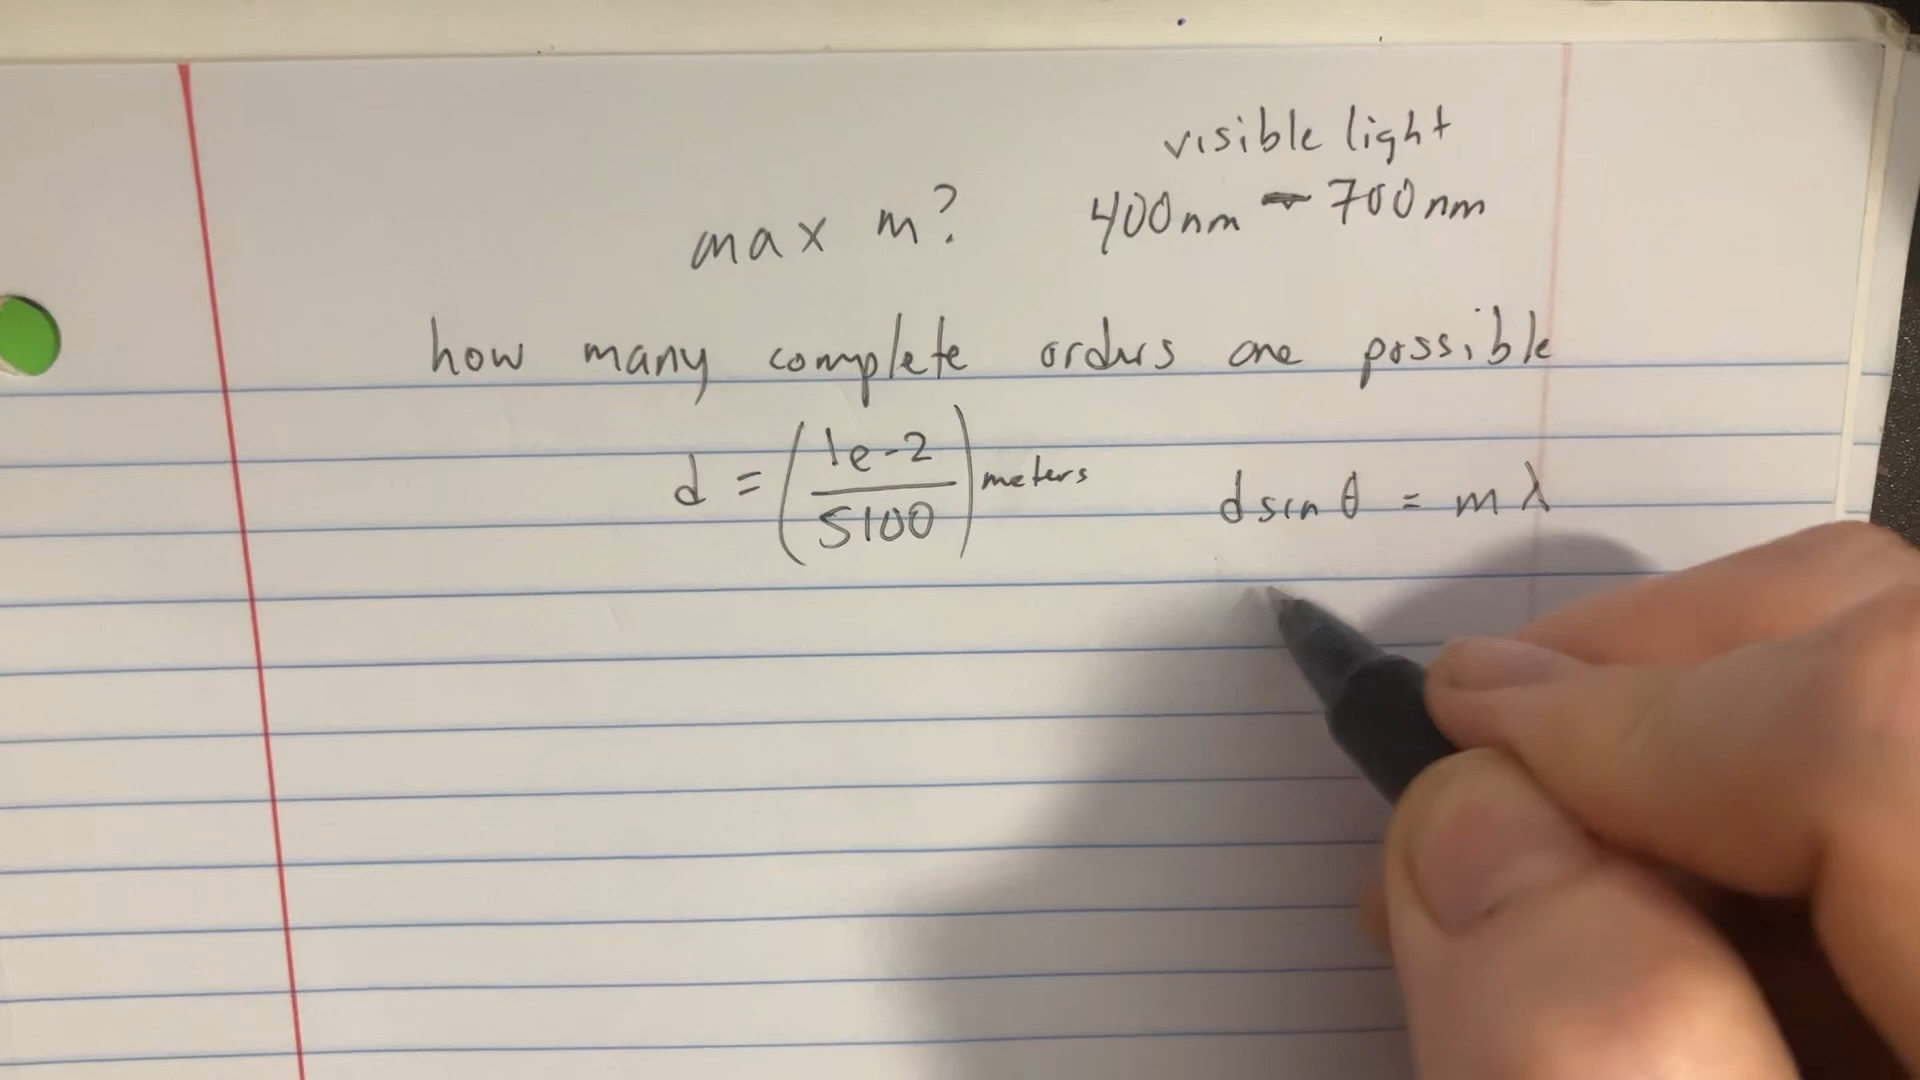 visible light
max m? 400nm - 700nm
how many complete orders are possible
d = (1e-2/5100) meters d sin θ = m λ